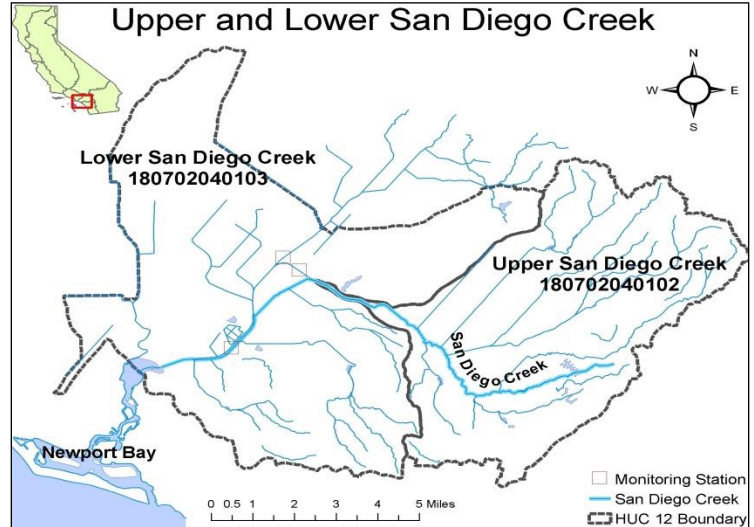 Upper and Lower San Diego Creek
N
W E
S
Lower San Diego Creek
180702040103
Upper San Diego Creek
180702040102
San Diego Creek
Newport Bay
0 0.5 1 2 3 4 5 Miles
Monitoring Station
San Diego Creek
HUC 12 Boundary